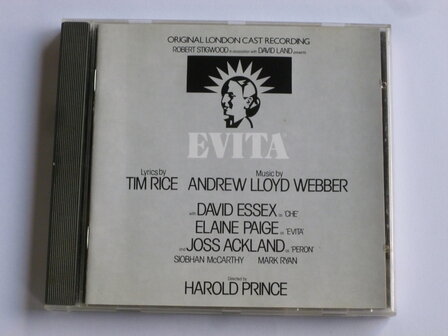 ORIGINAL LONDON CAST RECORDING
ROBERT STIGWOOD in association with DAVID LAND presents
EVITA
Lyrics by Music by
TIM RICE ANDREW LLOYD WEBBER
with DAVID ESSEX as 'CHE'
ELAINE PAIGE as 'EVITA'
and JOSS ACKLAND as 'PERON'
SIOBHAN McCARTHY MARK RYAN
Directed by
HAROLD PRINCE